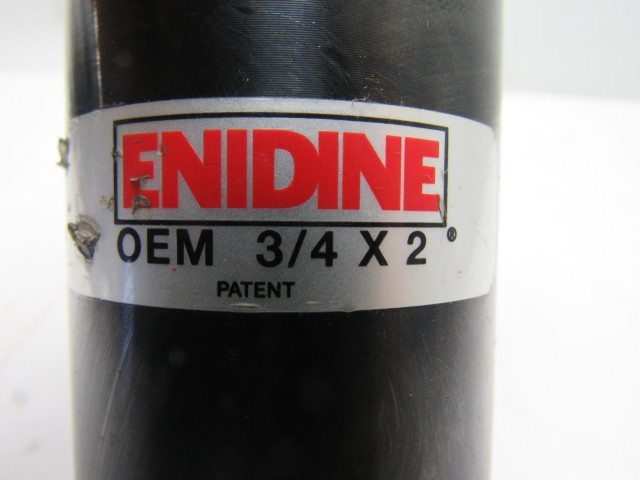 ENIDINE
OEM 3/4 X 2 ®
PATENT